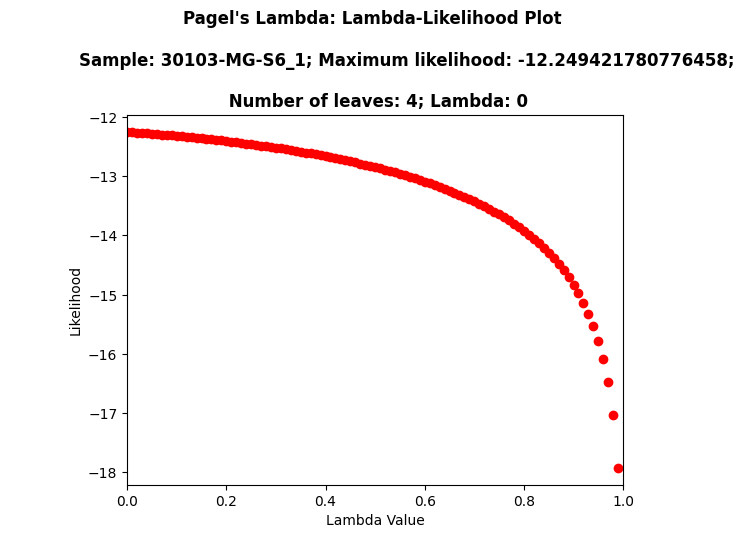 Pagel's Lambda: Lambda-Likelihood Plot
Sample: 30103-MG-S6_1; Maximum likelihood: -12.249421780776458;
Number of leaves: 4; Lambda: 0
−12
−13
−14
−15
−16
−17
−18
Likelihood
0.0 0.2 0.4 0.6 0.8 1.0
Lambda Value